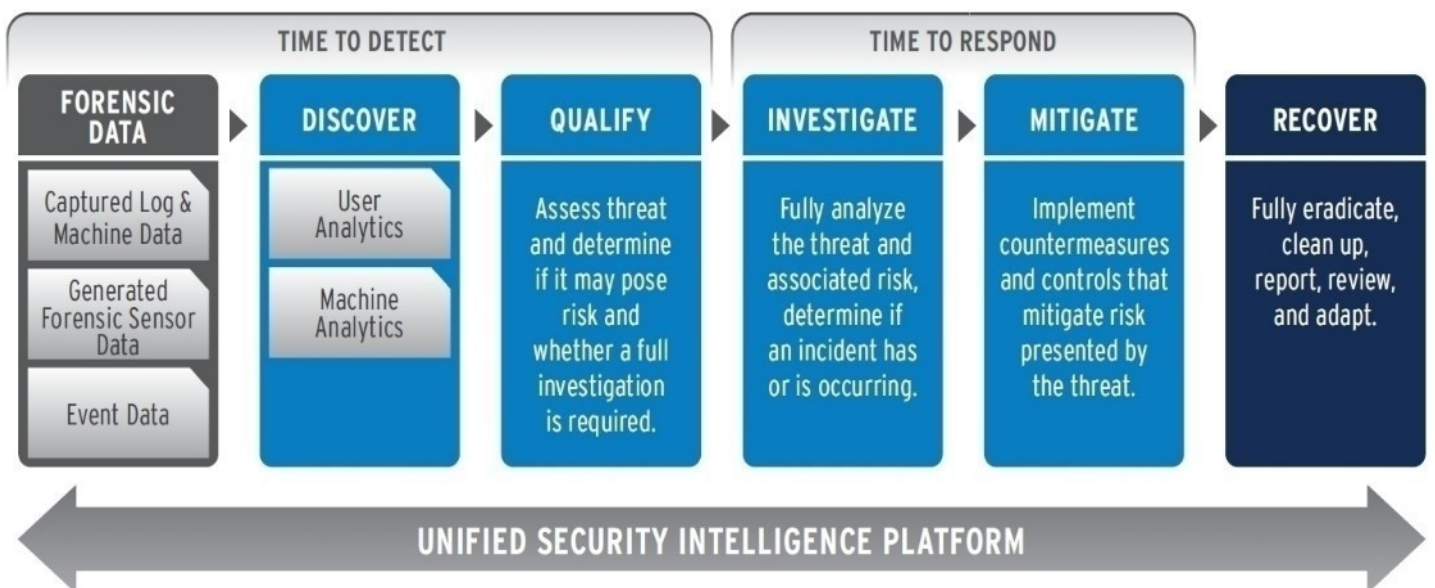 TIME TO DETECT
TIME TO RESPOND
FORENSIC
DATA
Captured Log &
Machine Data
Generated
Forensic Sensor
Data
Event Data
DISCOVER
User
Analytics
Machine
Analytics
QUALIFY
Assess threat
and determine
if it may pose
risk and
whether a full
investigation
is required.
INVESTIGATE
Fully analyze
the threat and
associated risk,
determine if
an incident has
or is occurring.
MITIGATE
Implement
countermeasures
and controls that
mitigate risk
presented by
the threat.
RECOVER
Fully eradicate,
clean up,
report, review,
and adapt.
UNIFIED SECURITY INTELLIGENCE PLATFORM